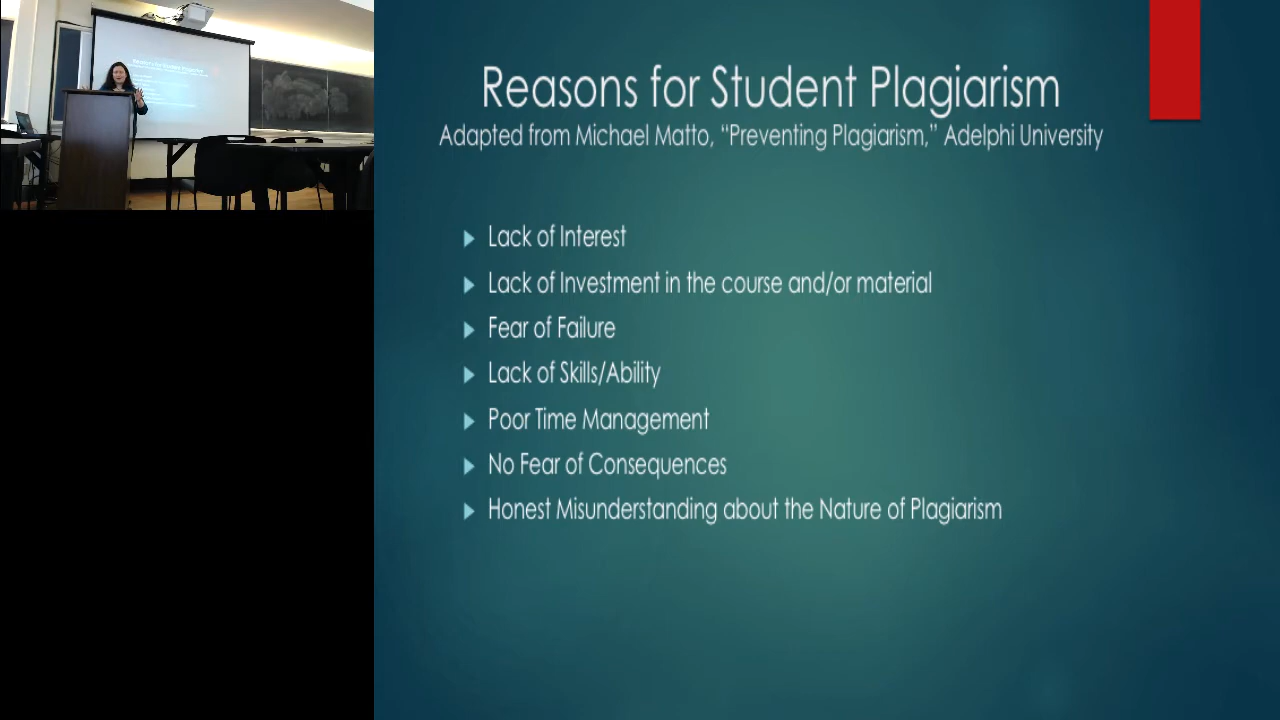 Reasons for Student Plagiarism
Adapted from Michael Matto, “Preventing Plagiarism,” Adelphi University
Lack of Interest
Lack of Investment in the course and/or material
Fear of Failure
Lack of Skills/Ability
Poor Time Management
No Fear of Consequences
Honest Misunderstanding about the Nature of Plagiarism